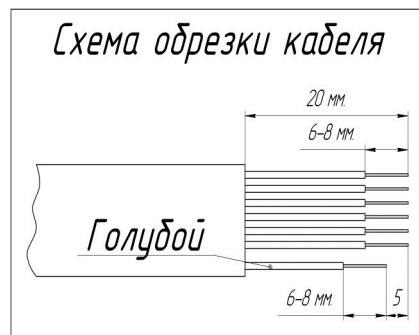 Схема обрезки кабеля
20 мм.
6-8 мм.
Голубой
6-8 мм.
5